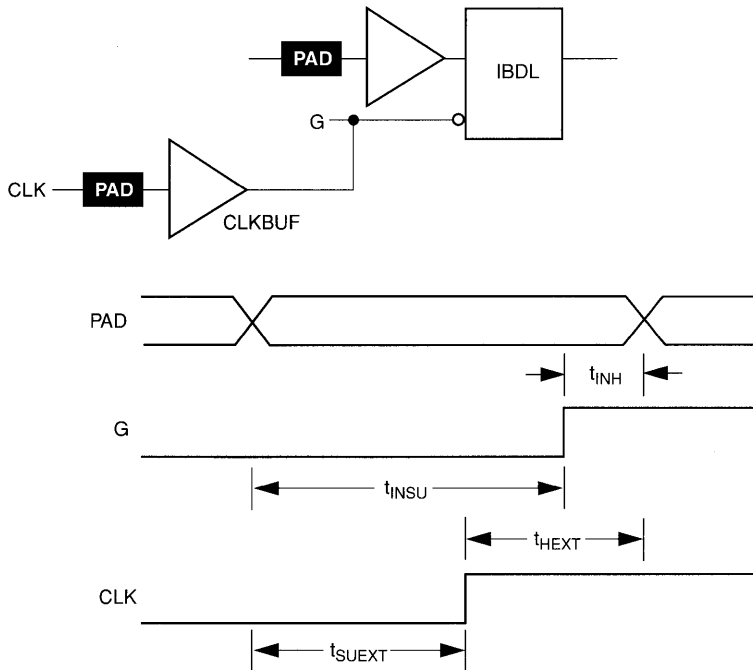 PAD
IBDL
G
CLK
PAD
CLKBUF
PAD
tINH
G
tINSU
tHEXT
CLK
tSUEXT